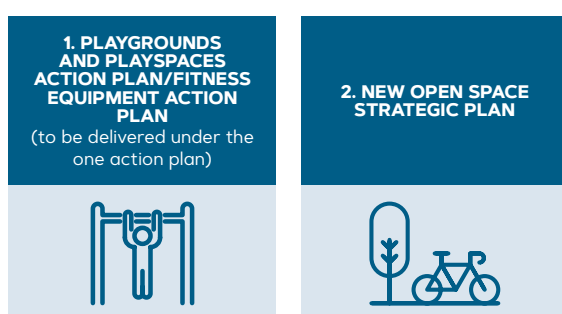 1. PLAYGROUNDS
AND PLAYSPACES
ACTION PLAN/FITNESS
EQUIPMENT ACTION
PLAN
(to be delivered under the
one action plan)
2. NEW OPEN SPACE
STRATEGIC PLAN